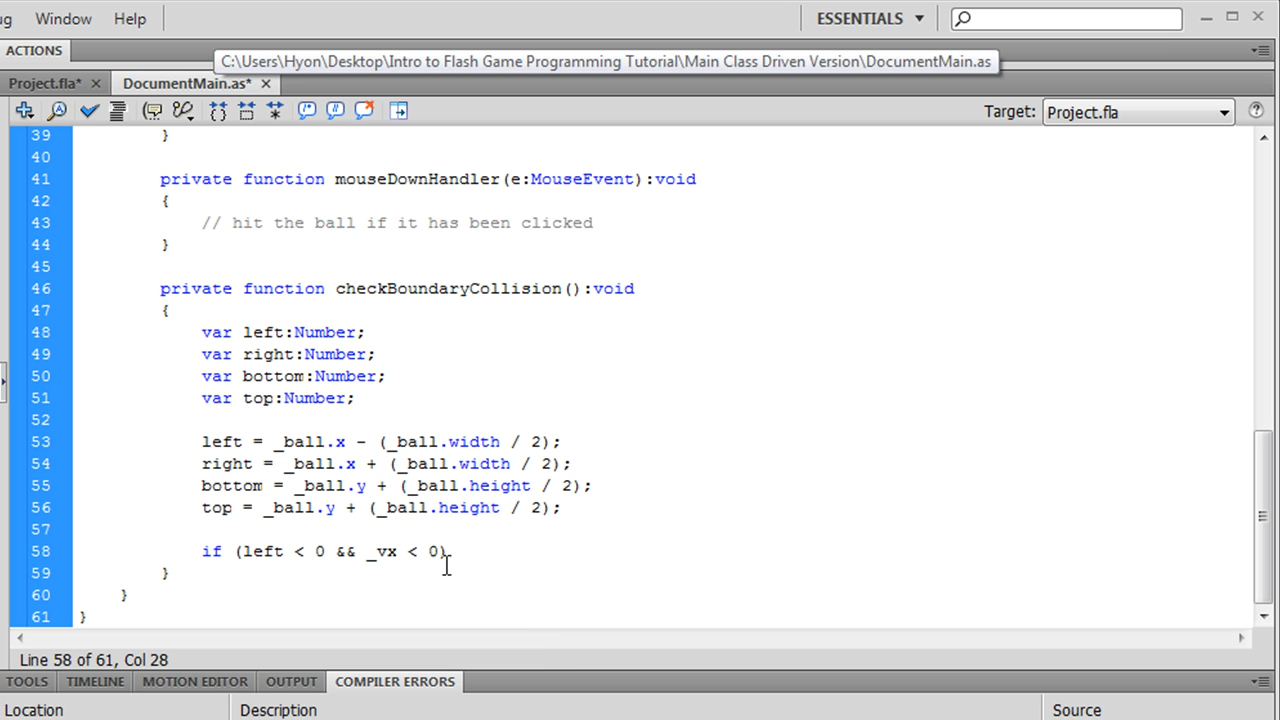 ug Window Help ESSENTIALS
ACTIONS
C:\Users\Hyon\Desktop\Intro to Flash Game Programming Tutorial\Main Class Driven Version\DocumentMain.as
Project.fla* × DocumentMain.as* ×
Target: Project.fla
39 }
40
41 private function mouseDownHandler(e:MouseEvent):void
42 {
43 // hit the ball if it has been clicked
44 }
45
46 private function checkBoundaryCollision():void
47 {
48 var left:Number;
49 var right:Number;
50 var bottom:Number;
51 var top:Number;
52
53 left = _ball.x - (_ball.width / 2);
54 right = _ball.x + (_ball.width / 2);
55 bottom = _ball.y + (_ball.height / 2);
56 top = _ball.y + (_ball.height / 2);
57
58 if (left < 0 && _vx < 0)
59 }
60 }
61 }
Line 58 of 61, Col 28
TOOLS TIMELINE MOTION EDITOR OUTPUT COMPILER ERRORS
Location Description Source